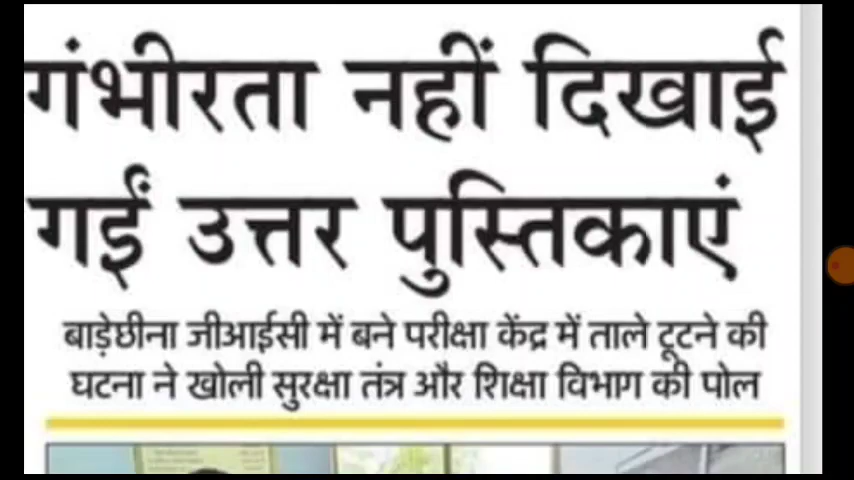 गंभीरता नहीं दिखाई
गईं उत्तर पुस्तिकाएं
बाड़ेछीना जीआईसी में बने परीक्षा केंद्र में ताले टूटने की
घटना ने खोली सुरक्षा तंत्र और शिक्षा विभाग की पोल